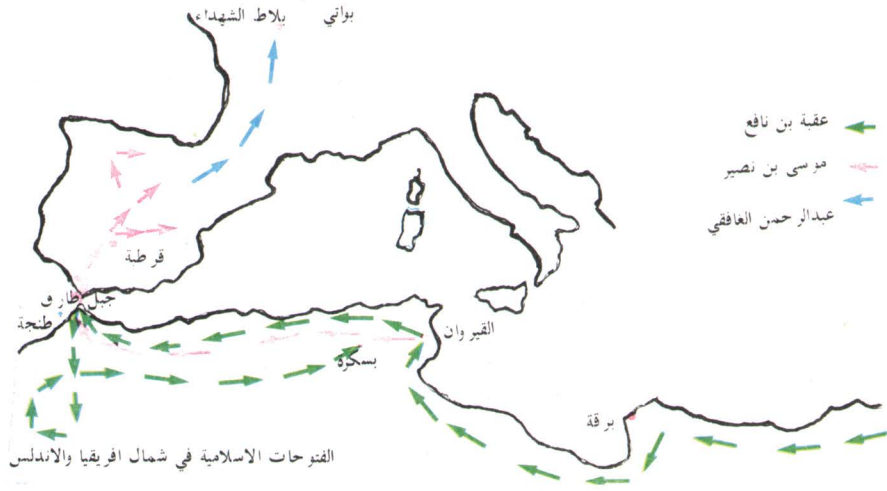 بواتي
بلاط الشهداء
عقبة بن نافع
موسى بن نصير
عبدالرحمن الغافقي
قرطبة
جبل طارق
طنجة
القيروان
بسكرة
برقة
الفتوحات الاسلامية في شمال افريقيا والاندلس